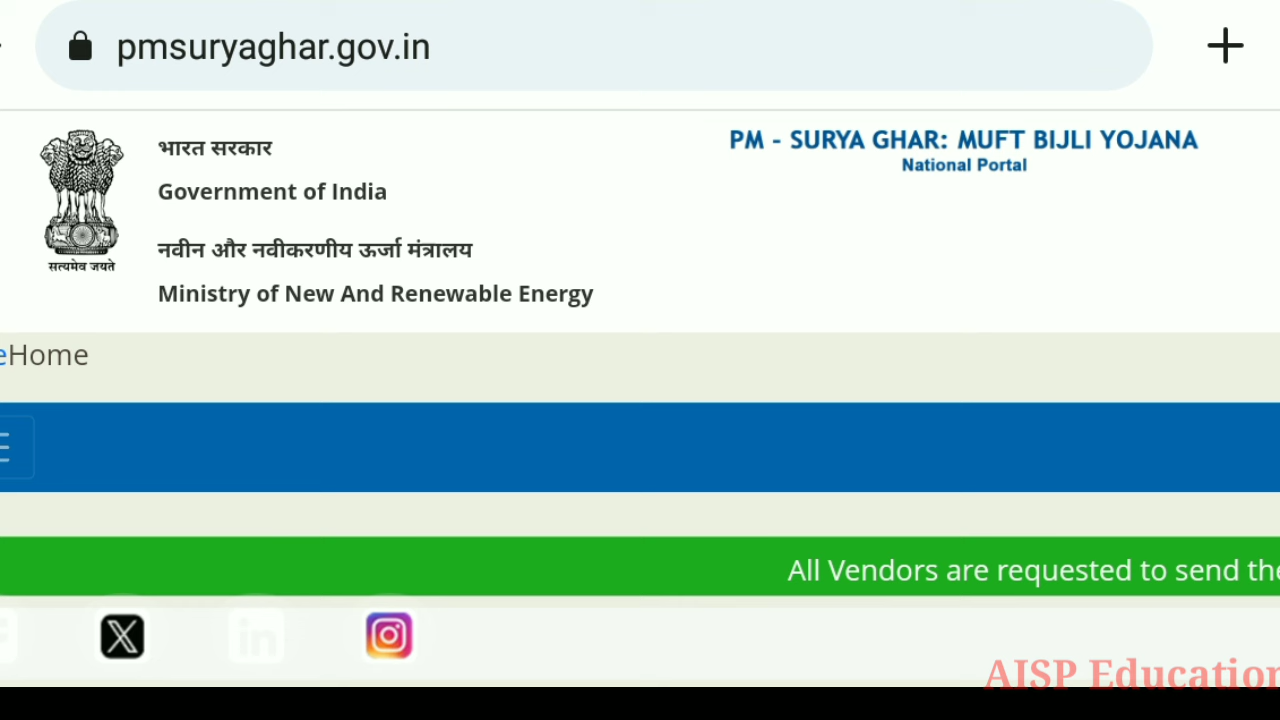 pmsuryaghar.gov.in
भारत सरकार
Government of India
नवीन और नवीकरणीय ऊर्जा मंत्रालय
Ministry of New And Renewable Energy
सत्यमेव जयते
PM - SURYA GHAR: MUFT BIJLI YOJANA
National Portal
eHome
All Vendors are requested to send the
in
AISP Education